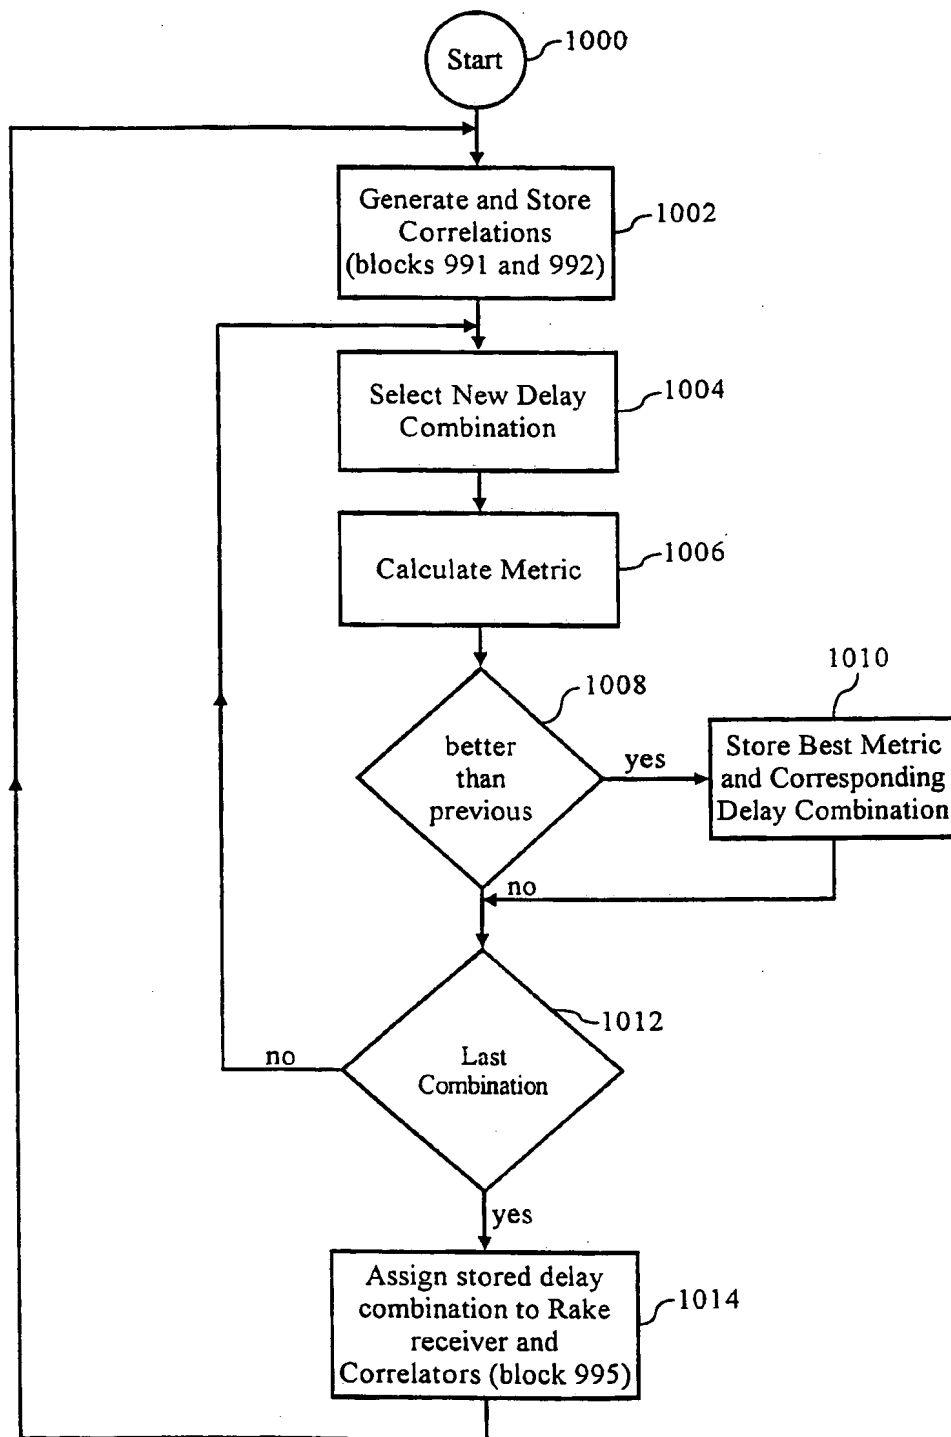 Start
1000
Generate and Store
Correlations
(blocks 991 and 992)
1002
Select New Delay
Combination
1004
Calculate Metric
1006
better
than
previous
1008
yes
1010
Store Best Metric
and Corresponding
Delay Combination
no
Last
Combination
1012
no
yes
Assign stored delay
combination to Rake
receiver and
Correlators (block 995)
1014